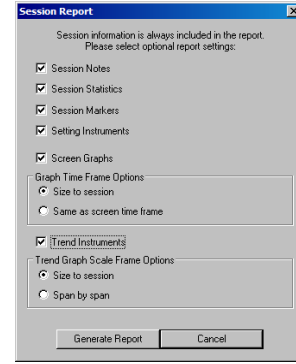 Session Report
Session information is always included in the report.
Please select optional report settings:
Session Notes
Session Statistics
Session Markers
Setting Instruments
Screen Graphs
Graph Time Frame Options
Size to session
Same as screen time frame
Trend Instruments
Trend Graph Scale Frame Options
Size to session
Span by span
Generate Report
Cancel